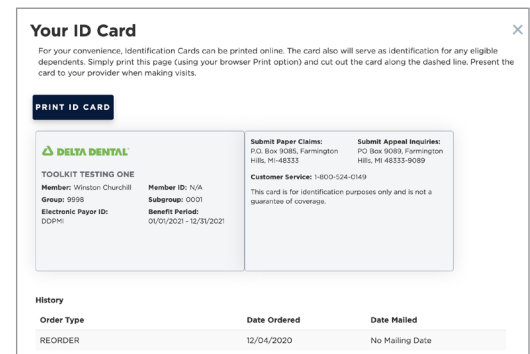 Your ID Card
For your convenience, Identification Cards can be printed online. The card also will serve as identification for any eligible
dependents. Simply print this page (using your browser Print option) and cut out the card along the dashed line. Present the
card to your provider when making visits.
PRINT ID CARD
DELTA DENTAL
TOOLKIT TESTING ONE
Member: Winston Churchill Member ID: N/A
Group: 9998 Subgroup: 0001
Electronic Payor ID: Benefit Period:
DDPMI 01/01/2021 - 12/31/2021
Submit Paper Claims: Submit Appeal Inquiries:
P.O. Box 9085, Farmington PO Box 9089, Farmington
Hills, MI-48333 Hills, MI 48333-9089
Customer Service: 1-800-524-0149
This card is for identification purposes only and is not a
guarantee of coverage.
History
Order Type Date Ordered Date Mailed
REORDER 12/04/2020 No Mailing Date